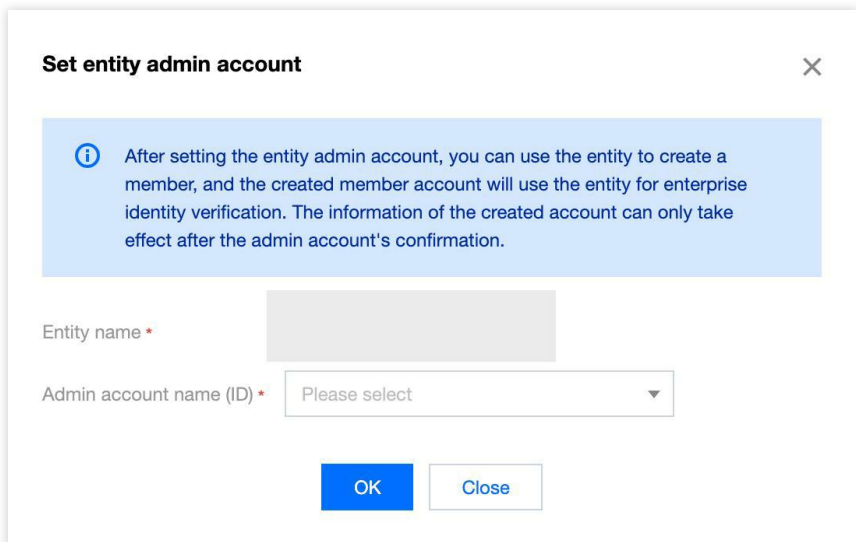 Set entity admin account
After setting the entity admin account, you can use the entity to create a
member, and the created member account will use the entity for enterprise
identity verification. The information of the created account can only take
effect after the admin account's confirmation.
Entity name *
Admin account name (ID) * Please select
OK Close